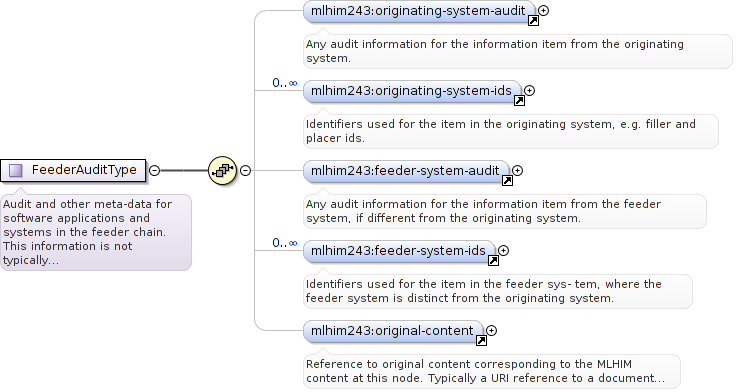 mlhim243:originating-system-audit
Any audit information for the information item from the originating
system.
0..∞
mlhim243:originating-system-ids
Identifiers used for the item in the originating system, e.g. filler and
placer ids.
FeederAuditType
Audit and other meta-data for
software applications and
systems in the feeder chain.
This information is not
typically...
mlhim243:feeder-system-audit
Any audit information for the information item from the feeder
system, if different from the originating system.
0..∞
mlhim243:feeder-system-ids
Identifiers used for the item in the feeder sys- tem, where the
feeder system is distinct from the originating system.
mlhim243:original-content
Reference to original content corresponding to the MLHIM
content at this node. Typically a URI reference to a document...